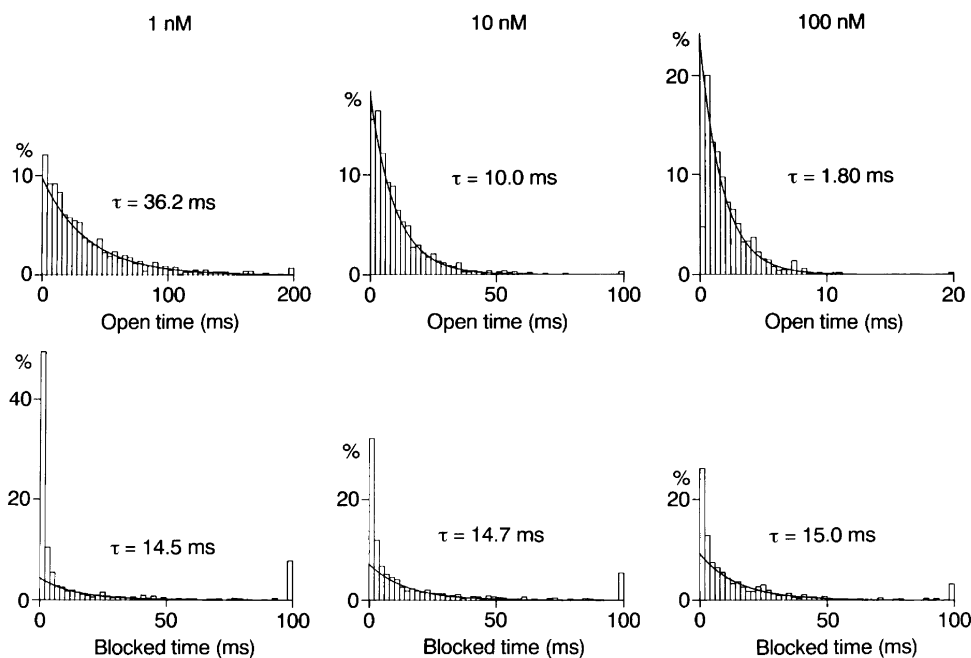 1 nM
10 nM
100 nM
%
10
0
τ = 36.2 ms
0
100
200
Open time (ms)
%
10
0
τ = 10.0 ms
0
50
100
Open time (ms)
%
20
10
0
τ = 1.80 ms
0
10
20
Open time (ms)
%
40
20
0
τ = 14.5 ms
0
50
100
Blocked time (ms)
%
20
0
τ = 14.7 ms
0
50
100
Blocked time (ms)
%
20
0
τ = 15.0 ms
0
50
100
Blocked time (ms)